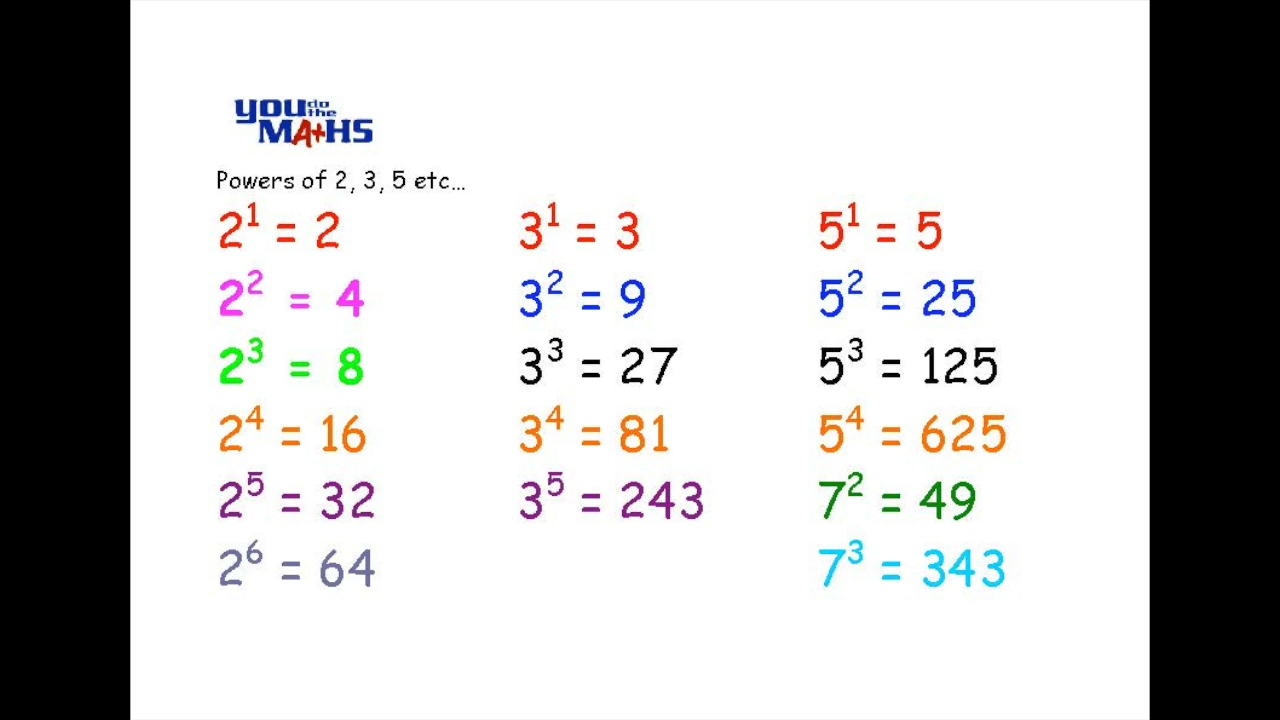 you do the MA+HS
Powers of 2, 3, 5 etc...
2¹ = 2
2² = 4
2³ = 8
2⁴ = 16
2⁵ = 32
2⁶ = 64
3¹ = 3
3² = 9
3³ = 27
3⁴ = 81
3⁵ = 243
5¹ = 5
5² = 25
5³ = 125
5⁴ = 625
7² = 49
7³ = 343